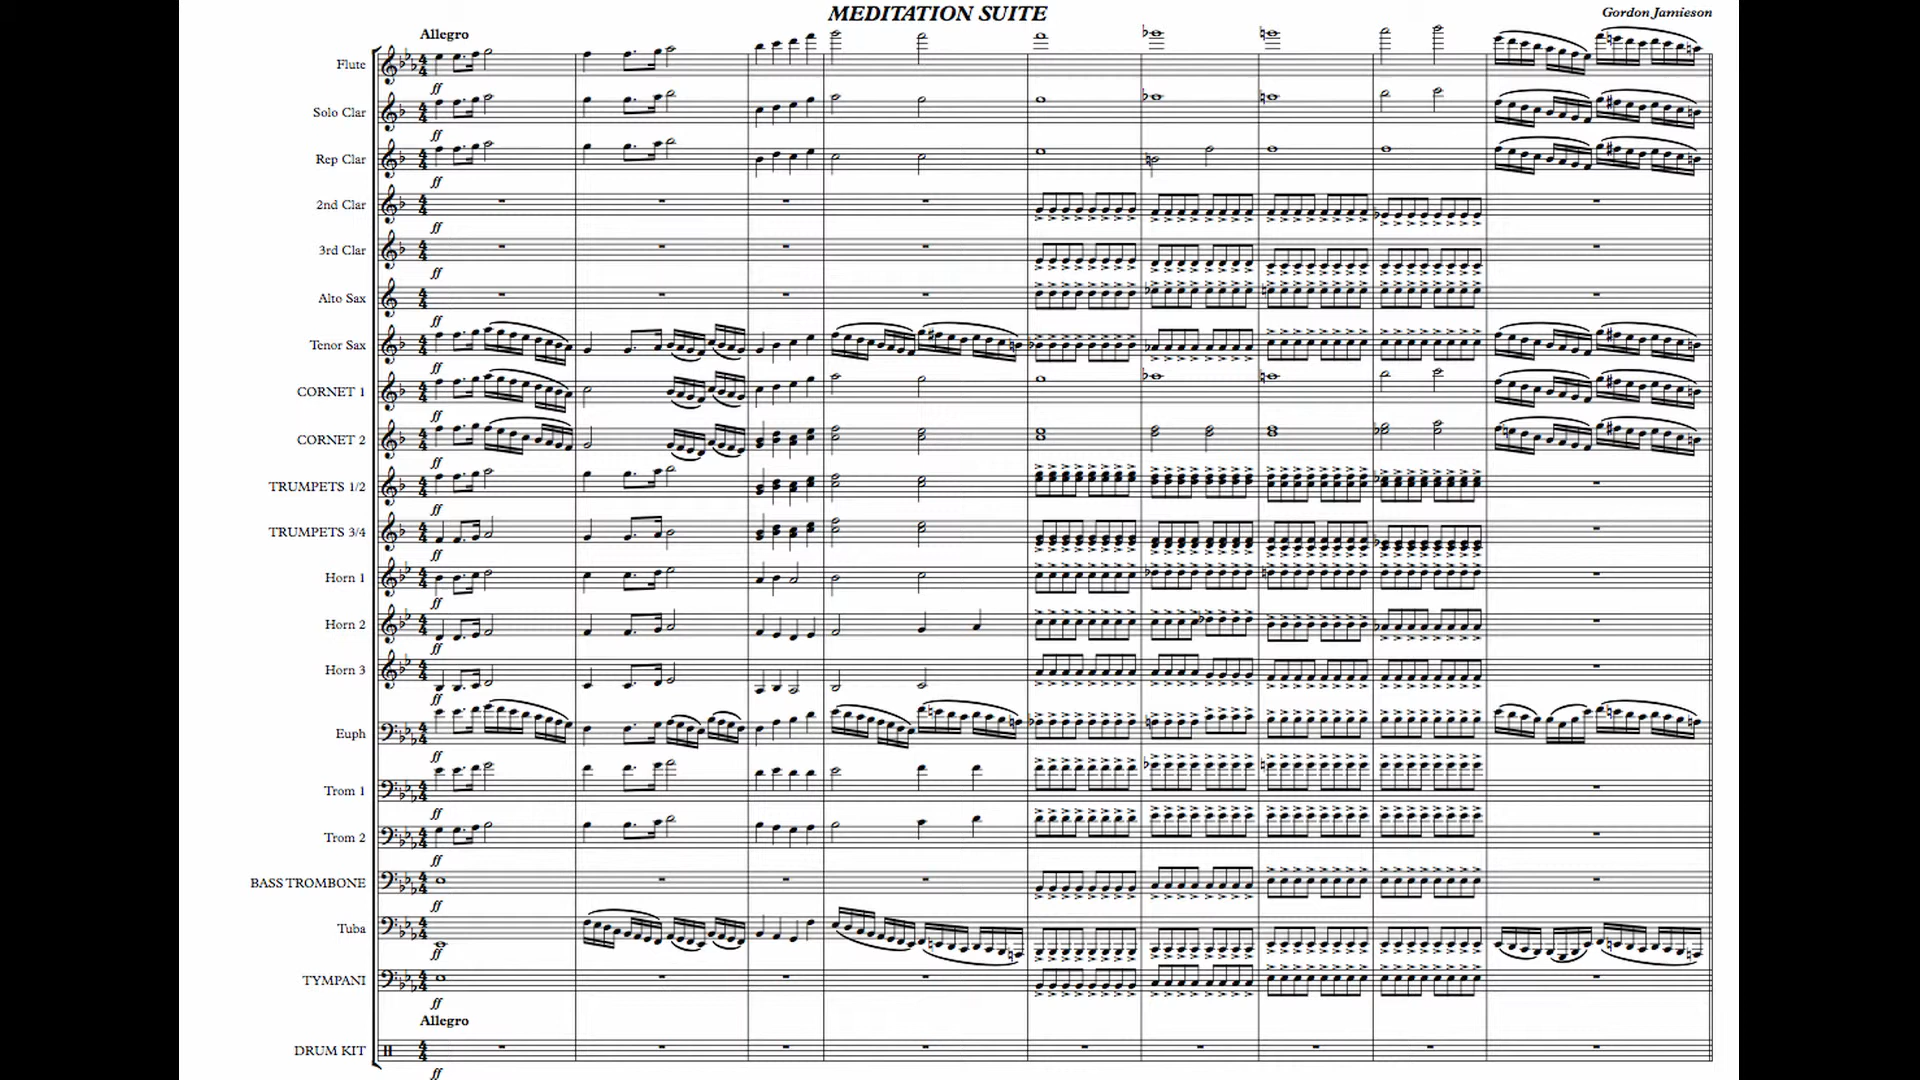 MEDITATION SUITE
Gordon Jamieson
Allegro
Flute
ff
Solo Clar
ff
Rep Clar
ff
2nd Clar
ff
3rd Clar
ff
Alto Sax
ff
Tenor Sax
ff
CORNET 1
ff
CORNET 2
ff
TRUMPETS 1/2
ff
TRUMPETS 3/4
ff
Horn 1
ff
Horn 2
ff
Horn 3
ff
Euph
ff
Trom 1
ff
Trom 2
ff
BASS TROMBONE
ff
Tuba
ff
TYMPANI
ff
Allegro
DRUM KIT
ff